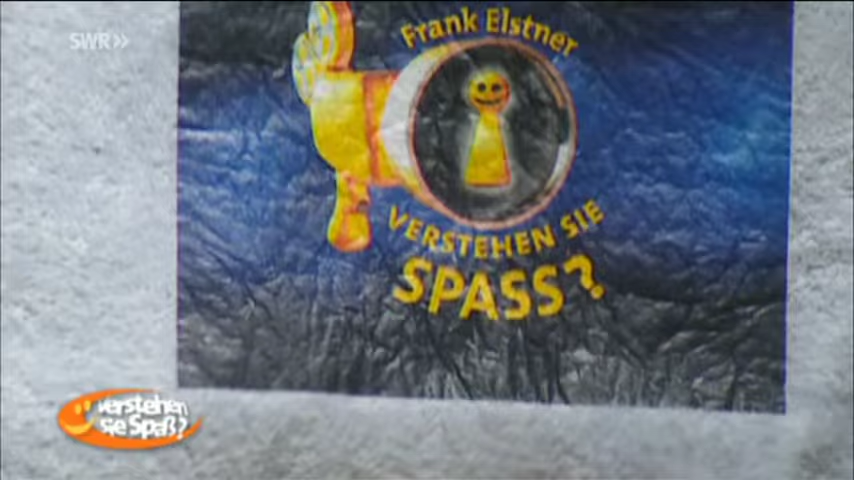 SWR»
Frank Elstner
VERSTEHEN SIE
SPASS?
verstehen
sie Spaß?